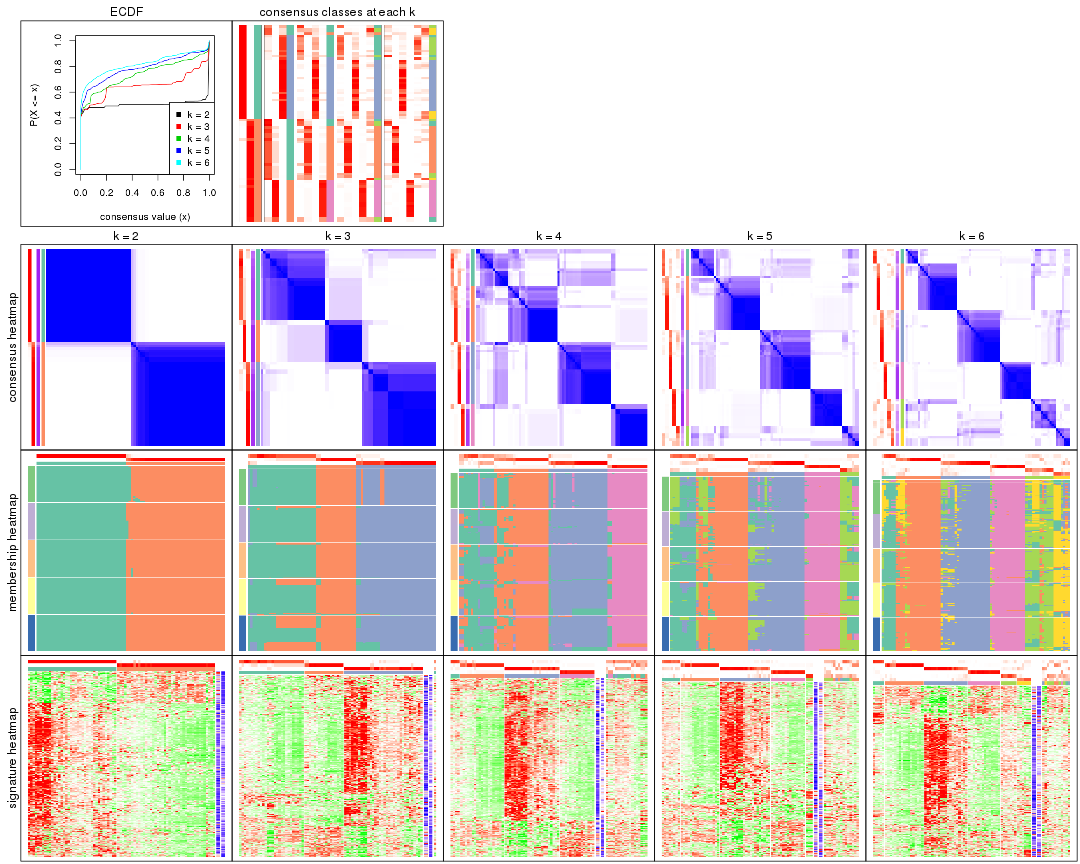 ECDF
consensus classes at each k
P(X <= x)
0.0 0.2 0.4 0.6 0.8 1.0
k = 2
k = 3
k = 4
k = 5
k = 6
0.0 0.2 0.4 0.6 0.8 1.0
consensus value (x)
k = 2 k = 3 k = 4 k = 5 k = 6
consensus heatmap
membership heatmap
signature heatmap